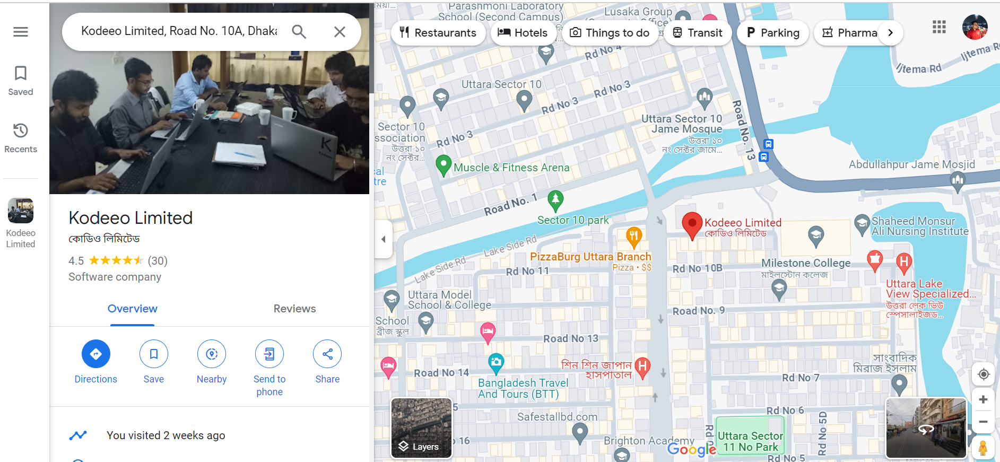 Kodeeo Limited, Road No. 10A, Dhaka
Saved
Recents
Kodeeo
Limited
K
Kodeeo Limited
কোডিও লিমিটেড
4.5 (30)
Software company
Overview
Reviews
Directions
Save
Nearby
Send to
phone
Share
You visited 2 weeks ago
Restaurants
Hotels
Things to do
Transit
P Parking
Pharma
Parashmoni Laboratory
School (Second Campus)
Lusaka Group
Rd No 4
Ijtema Rd
Ijtema R
Uttara Sector 10
Rd No 3
Rd No 3
Rd No 3
Road No. 13
Uttara Sector 10
Jame Mosque
উত্তরা ১০
নং সেক্টর জামে...
Sector 10
ssociation
উত্তরা ১০
নং সেক্টর...
Muscle & Fitness Arena
al
tre
Abdullahpur Jame Mosjid
Road No. 1
Sector 10 park
Kodeeo Limited
কোডিও লিমিটেড
Shaheed Monsur
Ali Nursing Institute
Lake Side Rd
Lake Side Rd
PizzaBurg Uttara Branch
Pizza • $$
Rd No 11
Rd No 10B
Milestone College
মাইলস্টোন কলেজ
H
Uttara Lake
View Specialized...
উত্তরা লেক ভিউ
স্পেসালাইজড...
Uttara Model
School & College
School
ব্রীজ স্কুল
Road No. 9
Road No 13
Road No 14
শিন শিন জাপান
হাসপাতাল
H
সাংবাদিক
মিরাজ ইসলাম
Rd No 7
Bangladesh Travel
And Tours (BTT)
5
Rd No 6
Safestallbd.com
Rd No 5D
Uttara Sector
11 No Park
16
Brighton Academy
Google
Rd No 5
Layers